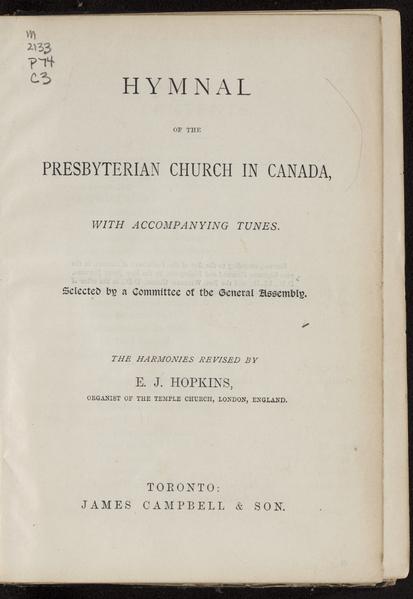 M
2133
P74
C3
HYMNAL
OF THE
PRESBYTERIAN CHURCH IN CANADA,
WITH ACCOMPANYING TUNES.
Selected by a Committee of the General Assembly.
THE HARMONIES REVISED BY
E. J. HOPKINS,
ORGANIST OF THE TEMPLE CHURCH, LONDON, ENGLAND.
TORONTO:
JAMES CAMPBELL & SON.